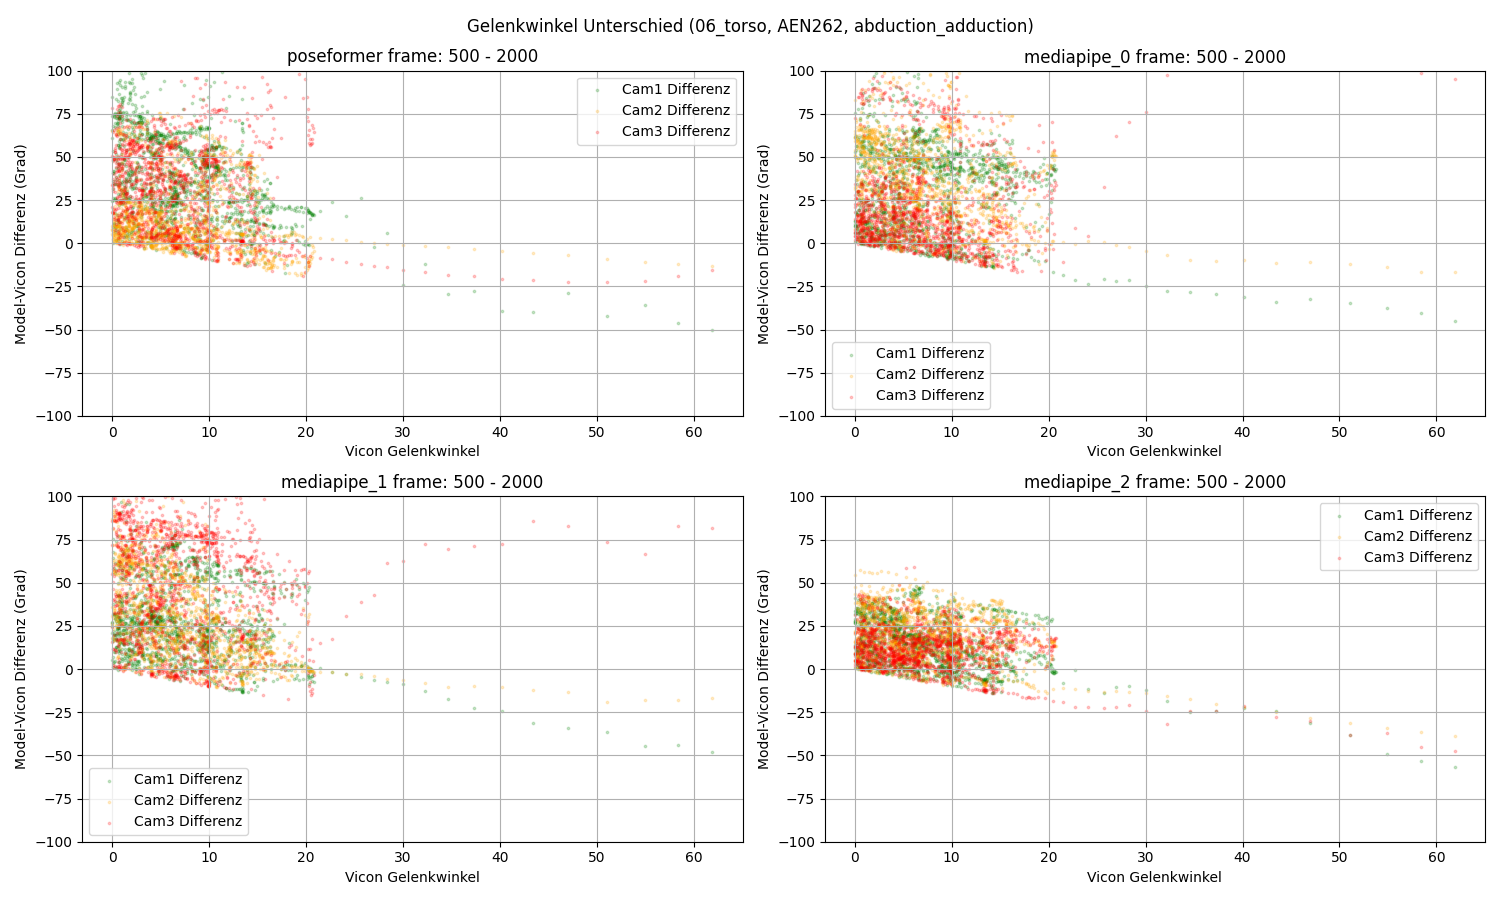 Gelenkwinkel Unterschied (06_torso, AEN262, abduction_adduction)
poseformer frame: 500 - 2000
100
75
50
25
0
−25
−50
−75
−100
Model-Vicon Differenz (Grad)
Cam1 Differenz
Cam2 Differenz
Cam3 Differenz
0 10 20 30 40 50 60
Vicon Gelenkwinkel
mediapipe_0 frame: 500 - 2000
100
75
50
25
0
−25
−50
−75
−100
Model-Vicon Differenz (Grad)
Cam1 Differenz
Cam2 Differenz
Cam3 Differenz
0 10 20 30 40 50 60
Vicon Gelenkwinkel
mediapipe_1 frame: 500 - 2000
100
75
50
25
0
−25
−50
−75
−100
Model-Vicon Differenz (Grad)
Cam1 Differenz
Cam2 Differenz
Cam3 Differenz
0 10 20 30 40 50 60
Vicon Gelenkwinkel
mediapipe_2 frame: 500 - 2000
100
75
50
25
0
−25
−50
−75
−100
Model-Vicon Differenz (Grad)
Cam1 Differenz
Cam2 Differenz
Cam3 Differenz
0 10 20 30 40 50 60
Vicon Gelenkwinkel